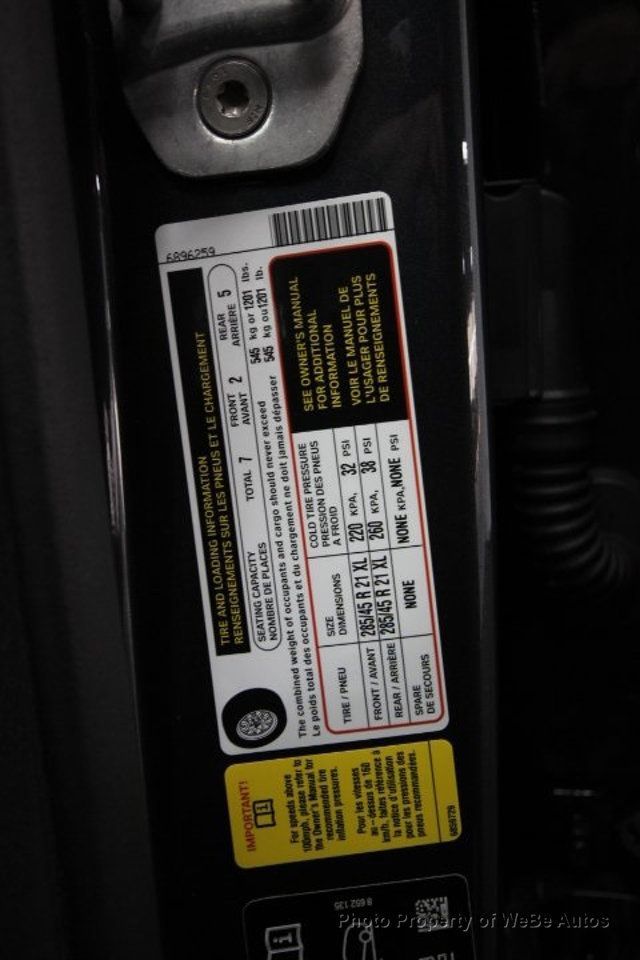 6896259
TIRE AND LOADING INFORMATION
RENSEIGNEMENTS SUR LES PNEUS ET LE CHARGEMENT
SEATING CAPACITY
NOMBRE DE PLACES
TOTAL 7
FRONT
AVANT 2
REAR
ARRIÈRE 5
The combined weight of occupants and cargo should never exceed 545 kg or 1201 lbs.
Le poids total des occupants et du chargement ne doit jamais dépasser 545 kg ou 1201 lb.
TIRE / PNEU
SIZE
DIMENSIONS
COLD TIRE PRESSURE
PRESSION DES PNEUS
A FROID
FRONT / AVANT 285/45 R 21 XL 220 KPA, 32 PSI
REAR / ARRIÈRE 285/45 R 21 XL 260 KPA, 38 PSI
SPARE
DE SECOURS
NONE NONE KPA, NONE PSI
SEE OWNER'S MANUAL
FOR ADDITIONAL
INFORMATION
VOIR LE MANUEL DE
L'USAGER POUR PLUS
DE RENSEIGNEMENTS
IMPORTANT!
For speeds above
100mph, please refer to
the Owner's Manual for
recommended tire
inflation pressures.
Pour les vitesses
au-dessus de 160
km/h, faites référence à
la notice d'utilisation
pour les pressions des
pneus recommandées.
6859729
8 652 135
Photo Property of WeBe Autos